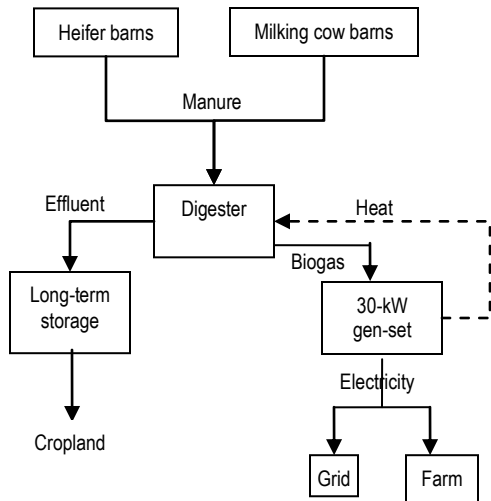 Heifer barns
Milking cow barns
Manure
Effluent
Digester
Heat
Biogas
Long-term
storage
30-kW
gen-set
Electricity
Cropland
Grid
Farm